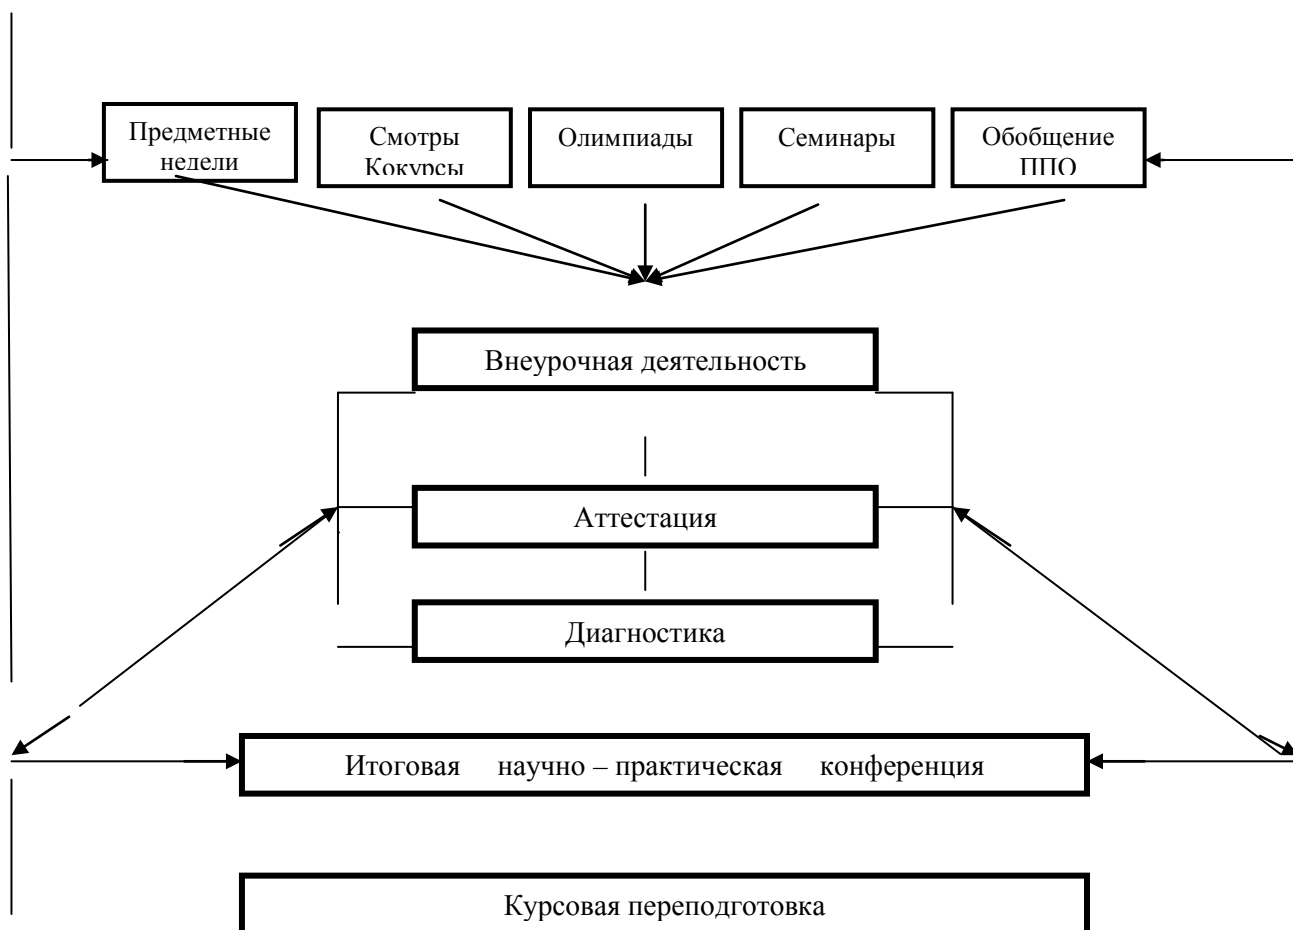 Предметные
недели
Смотры
Кокурсы
Олимпиады
Семинары
Обобщение
ППО
Внеурочная деятельность
Аттестация
Диагностика
Итоговая научно – практическая конференция
Курсовая переподготовка